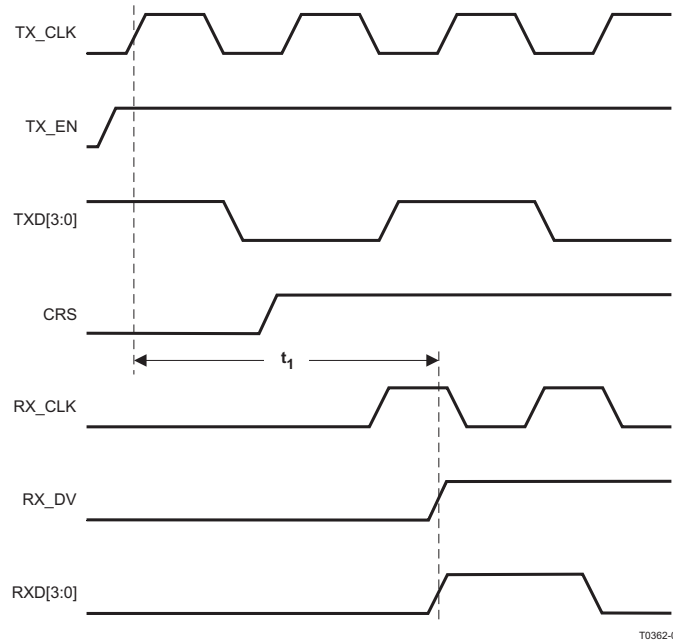 TX_CLK
TX_EN
TXD[3:0]
CRS
t1
RX_CLK
RX_DV
RXD[3:0]